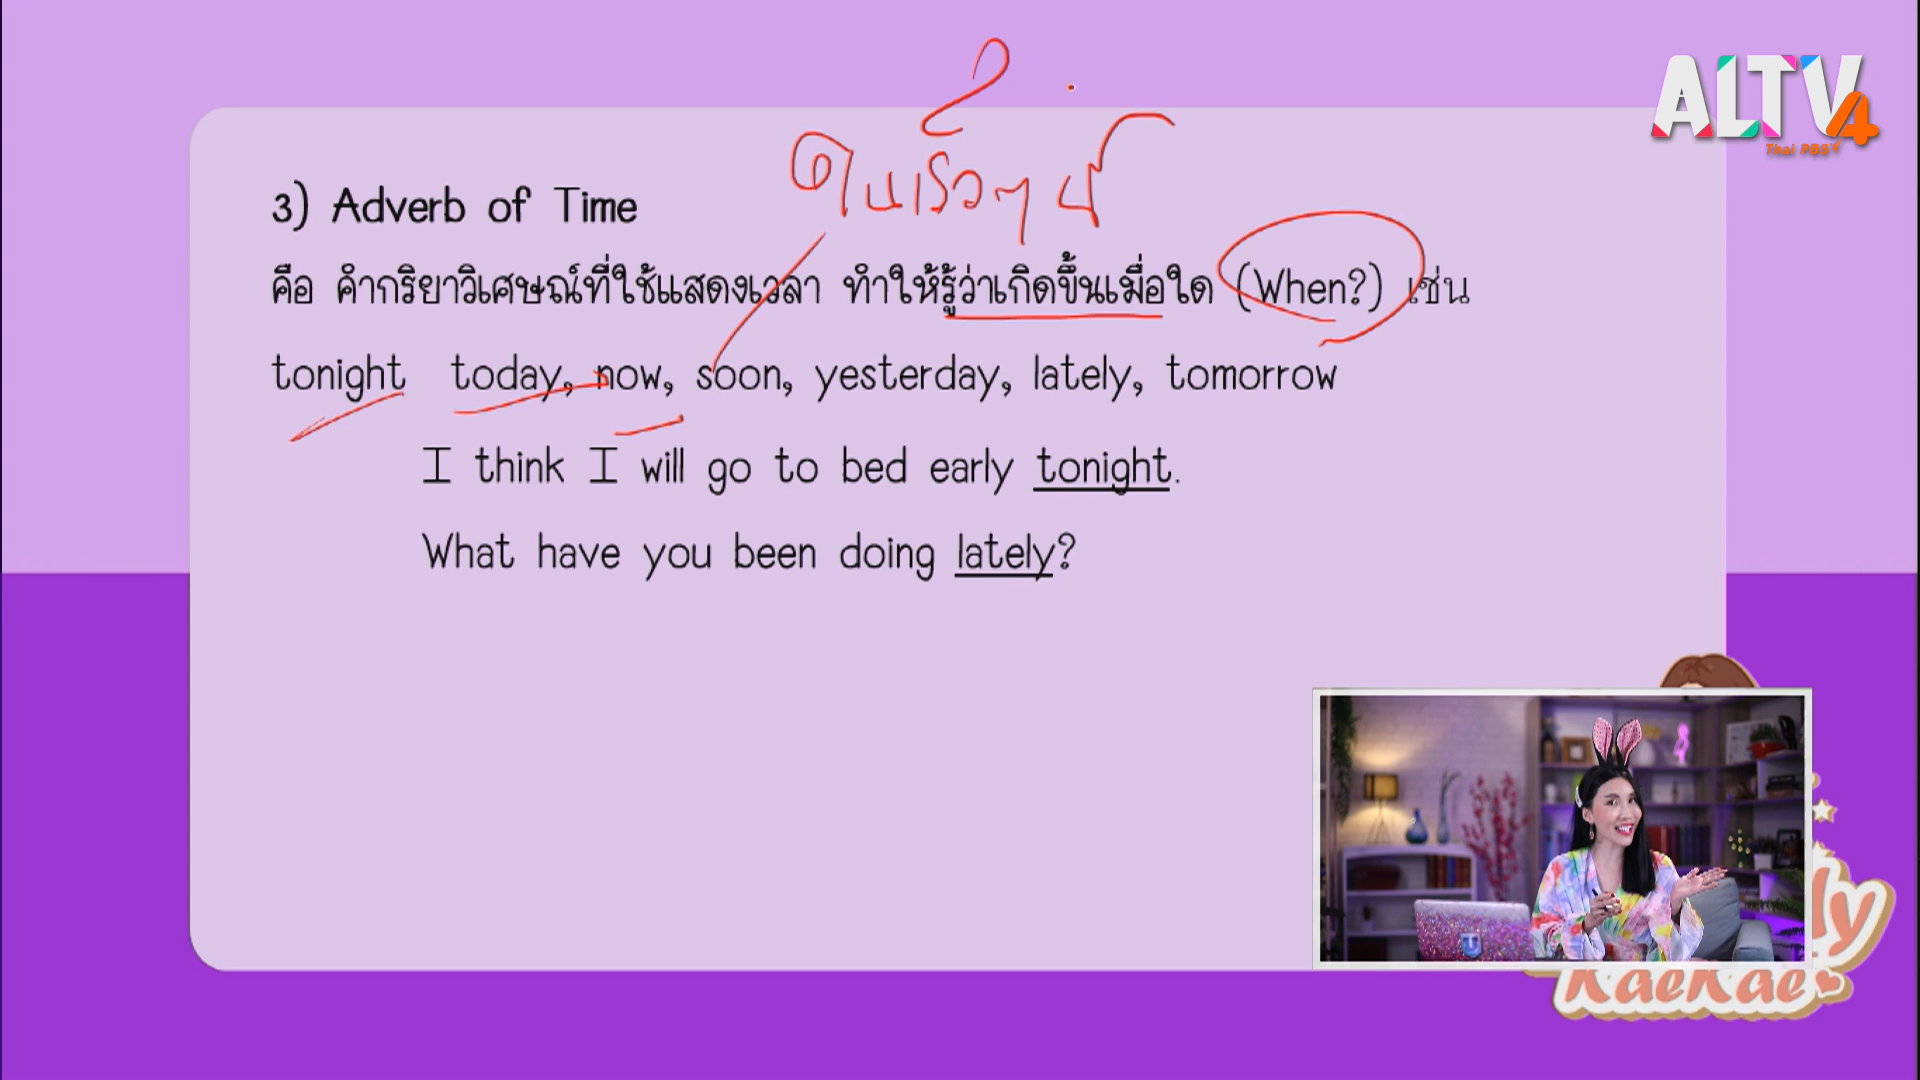 ALTV4
Thai PBS
ในเร็วๆ นี้
3) Adverb of Time
คือ คำกริยาวิเศษณ์ที่ใช้แสดงเวลา ทำให้รู้ว่าเกิดขึ้นเมื่อใด (When?) เช่น
tonight today, now, soon, yesterday, lately, tomorrow
I think I will go to bed early tonight.
What have you been doing lately?
KaeKae